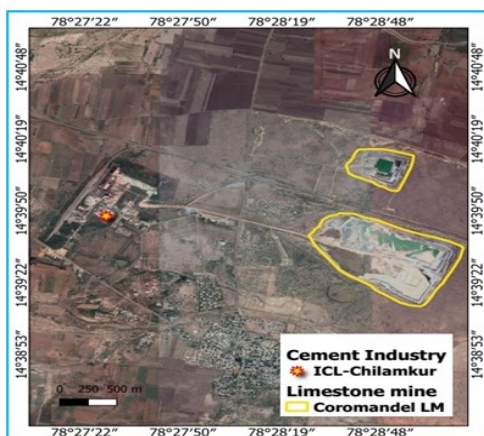 78°27′22″ 78°27′50″ 78°28′19″ 78°28′48″
14°40′48″
14°40′19″
14°39′50″
14°39′22″
14°38′53″
N
14°40′48″
14°40′19″
14°39′50″
14°39′22″
14°38′53″
Cement Industry
ICL-Chilamkur
Limestone mine
Coromandel LM
0 250 500 m
78°27′22″ 78°27′50″ 78°28′19″ 78°28′48″